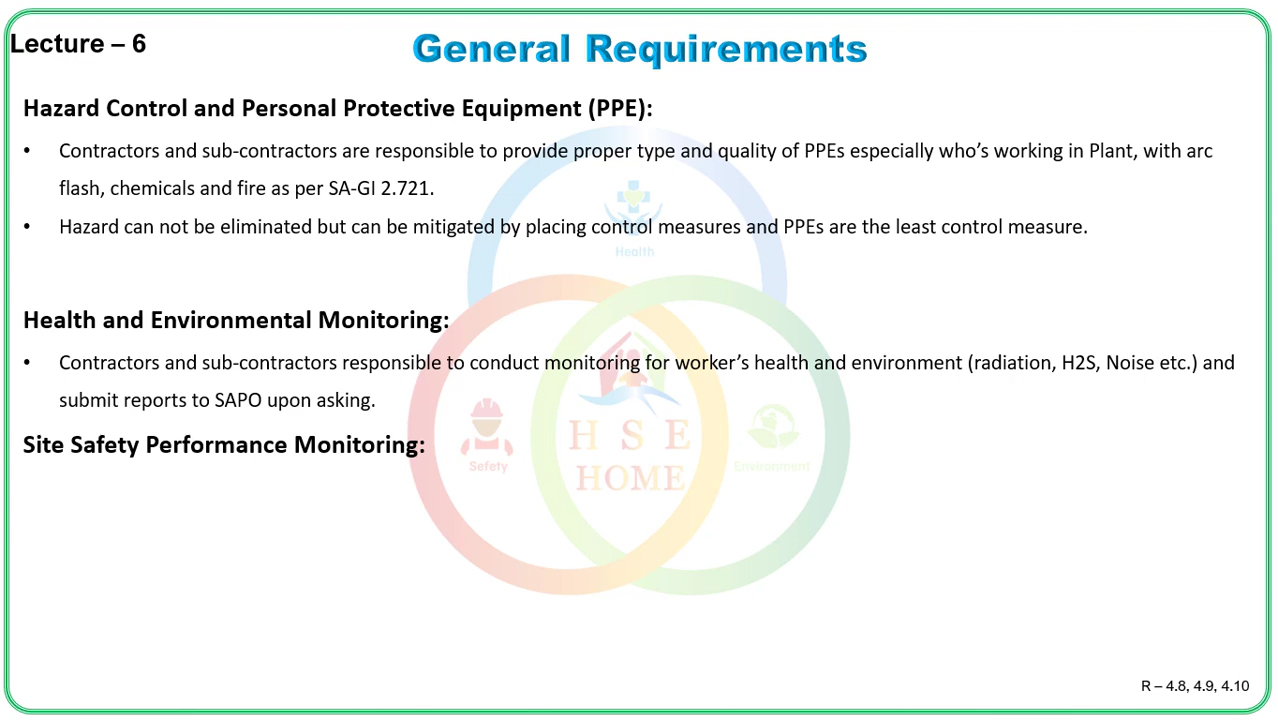 Lecture – 6
General Requirements
Hazard Control and Personal Protective Equipment (PPE):
• Contractors and sub-contractors are responsible to provide proper type and quality of PPEs especially who’s working in Plant, with arc
flash, chemicals and fire as per SA-GI 2.721.
• Hazard can not be eliminated but can be mitigated by placing control measures and PPEs are the least control measure.
Health
Health and Environmental Monitoring:
• Contractors and sub-contractors responsible to conduct monitoring for worker’s health and environment (radiation, H2S, Noise etc.) and
submit reports to SAPO upon asking.
Site Safety Performance Monitoring:
H S E
HOME
Sefety
Environment
R – 4.8, 4.9, 4.10